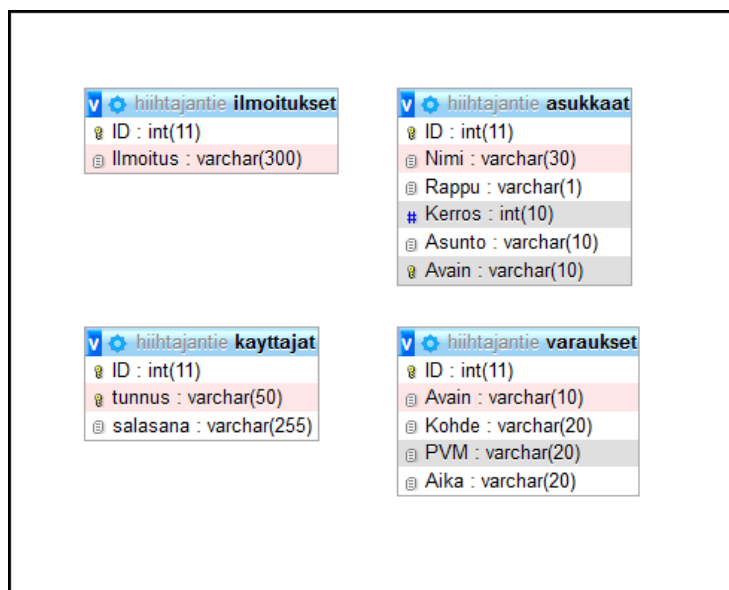 v hiihtajantie ilmoitukset
ID : int(11)
Ilmoitus : varchar(300)
v hiihtajantie asukkaat
ID : int(11)
Nimi : varchar(30)
Rappu : varchar(1)
# Kerros : int(10)
Asunto : varchar(10)
Avain : varchar(10)
v hiihtajantie kayttajat
ID : int(11)
tunnus : varchar(50)
salasana : varchar(255)
v hiihtajantie varaukset
ID : int(11)
Avain : varchar(10)
Kohde : varchar(20)
PVM : varchar(20)
Aika : varchar(20)